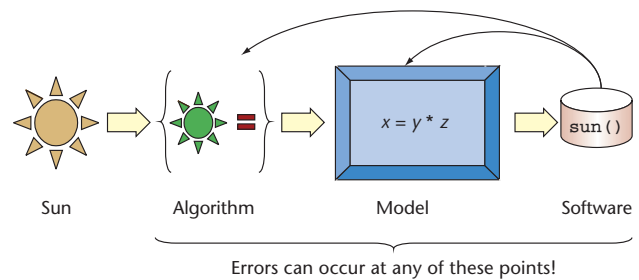 x = y * z
sun()
Sun
Algorithm
Model
Software
Errors can occur at any of these points!